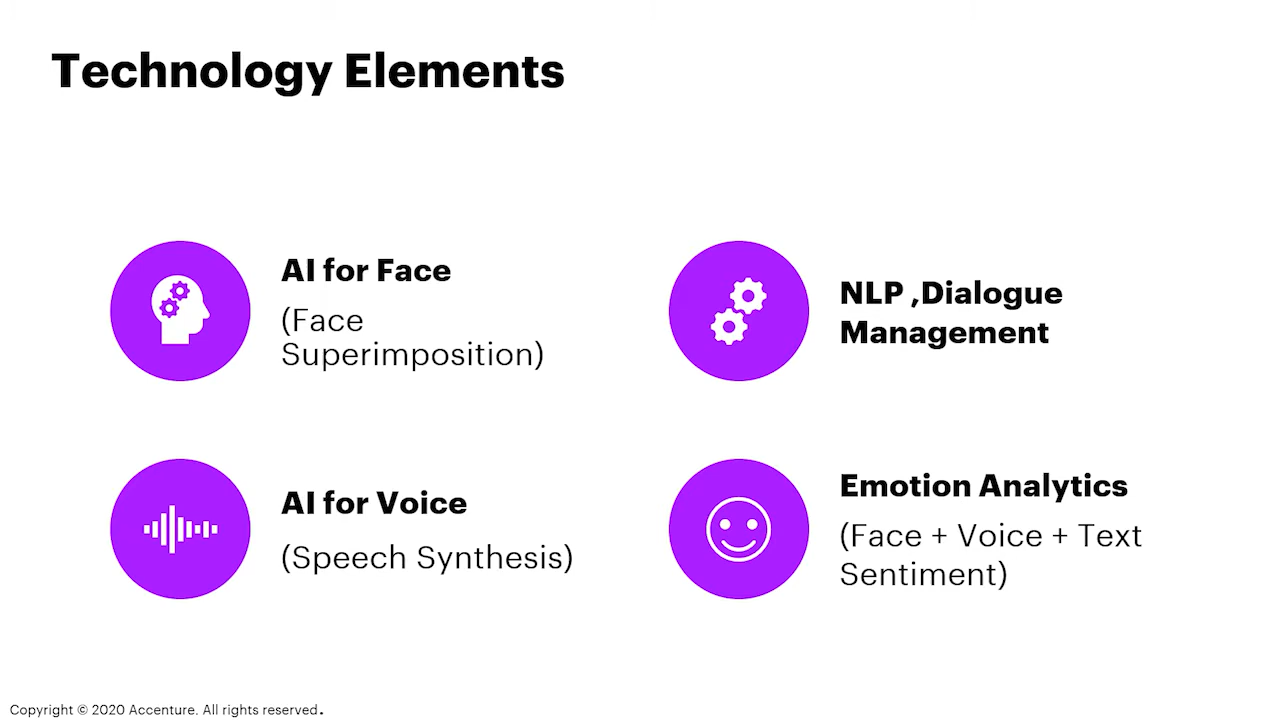 Technology Elements
AI for Face
(Face
Superimposition)
NLP ,Dialogue
Management
AI for Voice
(Speech Synthesis)
Emotion Analytics
(Face + Voice + Text
Sentiment)
Copyright © 2020 Accenture. All rights reserved.